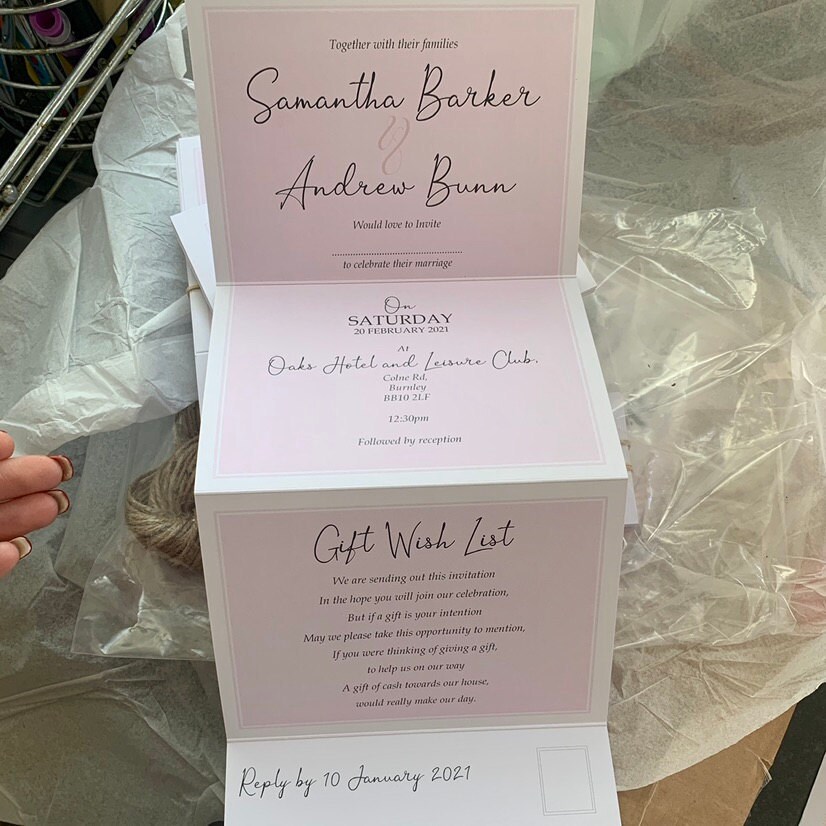 Together with their families
Samantha Barker
&
Andrew Bunn
Would love to Invite
to celebrate their marriage
On
SATURDAY
20 FEBRUARY 2021
At
Oaks Hotel and Leisure Club.
Colne Rd,
Burnley
BB10 2LF
12:30pm
Followed by reception
Gift Wish List
We are sending out this invitation
In the hope you will join our celebration,
But if a gift is your intention
May we please take this opportunity to mention,
If you were thinking of giving a gift,
to help us on our way
A gift of cash towards our house,
would really make our day.
Reply by 10 January 2021